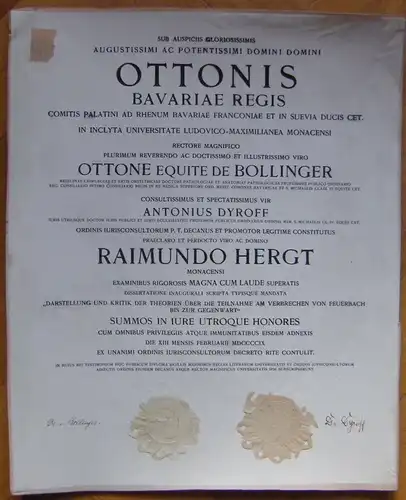 SUB AUSPICIIS GLORIOSISSIMIS
AUGUSTISSIMI AC POTENTISSIMI DOMINI DOMINI
OTTONIS
BAVARIAE REGIS
COMITIS PALATINI AD RHENUM BAVARIAE FRANCONIAE ET IN SUEVIA DUCIS CET.
IN INCLYTA UNIVERSITATE LUDOVICO-MAXIMILIANEA MONACENSI
RECTORE MAGNIFICO
PLURIMUM REVERENDO AC DOCTISSIMO ET ILLUSTRISSIMO VIRO
OTTONE EQUITE DE BOLLINGER
CONSULTISSIMUS ET SPECTATISSIMUS VIR
ANTONIUS DYROFF
ORDINIS IURISCONSULTORUM P. T. DECANUS ET PROMOTOR LEGITIME CONSTITUTUS
PRAECLARO ET PERDOCTO VIRO AC DOMINO
RAIMUNDO HERGT
MONACENSI
EXAMINIBUS RIGOROSIS MAGNA CUM LAUDE SUPERATIS
DISSERTATIONE INAUGURALI SCRIPTA TYPISQUE MANDATA
„DARSTELLUNG UND KRITIK DER THEORIEN ÜBER DIE TEILNAHME AM VERBRECHEN VON FEUERBACH
BIS ZUR GEGENWART“
SUMMOS IN IURE UTROQUE HONORES
CUM OMNIBUS PRIVILEGIIS ATQUE IMMUNITATIBUS EISDEM ADNEXIS
DIE XIII MENSIS FEBRUARII MDCCCCIX
EX UNANIMI ORDINIS IURISCONSULTORUM DECRETO RITE CONTULIT.
Dr. Dyroff